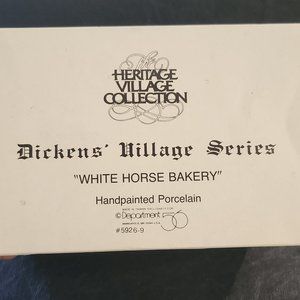 The
HERITAGE
VILLAGE
COLLECTION
Dickens' Village Series
"WHITE HORSE BAKERY"
Handpainted Porcelain
© Department 56
#5926-9